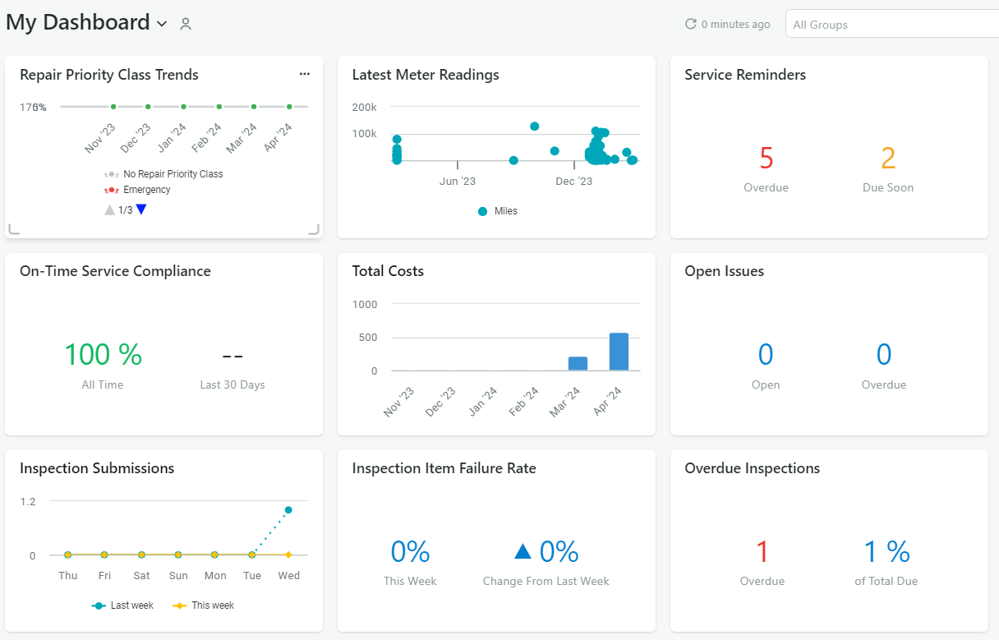 My Dashboard
0 minutes ago
All Groups
Repair Priority Class Trends
Nov '23
Dec '23
Jan '24
Feb '24
Mar '24
Apr '24
No Repair Priority Class
Emergency
1/3
Latest Meter Readings
200k
100k
Jun '23
Dec '23
Miles
Service Reminders
5
2
Overdue
Due Soon
On-Time Service Compliance
100 %
--
All Time
Last 30 Days
Total Costs
1000
500
0
Nov '23
Dec '23
Jan '24
Feb '24
Mar '24
Apr '24
Open Issues
0
0
Open
Overdue
Inspection Submissions
1.2
0
Thu
Fri
Sat
Sun
Mon
Tue
Wed
Last week
This week
Inspection Item Failure Rate
0%
0%
This Week
Change From Last Week
Overdue Inspections
1
1 %
Overdue
of Total Due